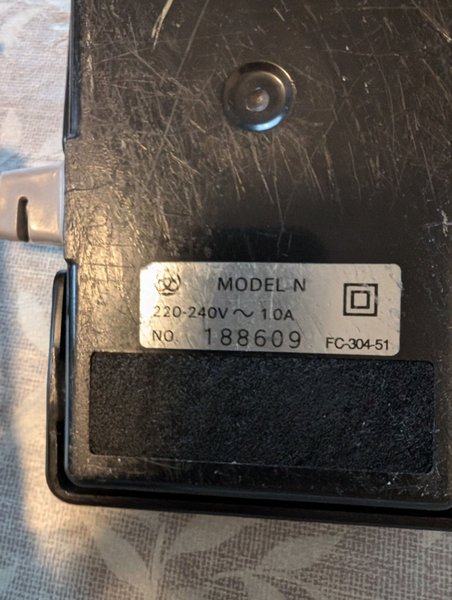 MODEL N
220-240V ~ 1.0A
NO. 188609
FC-304-51